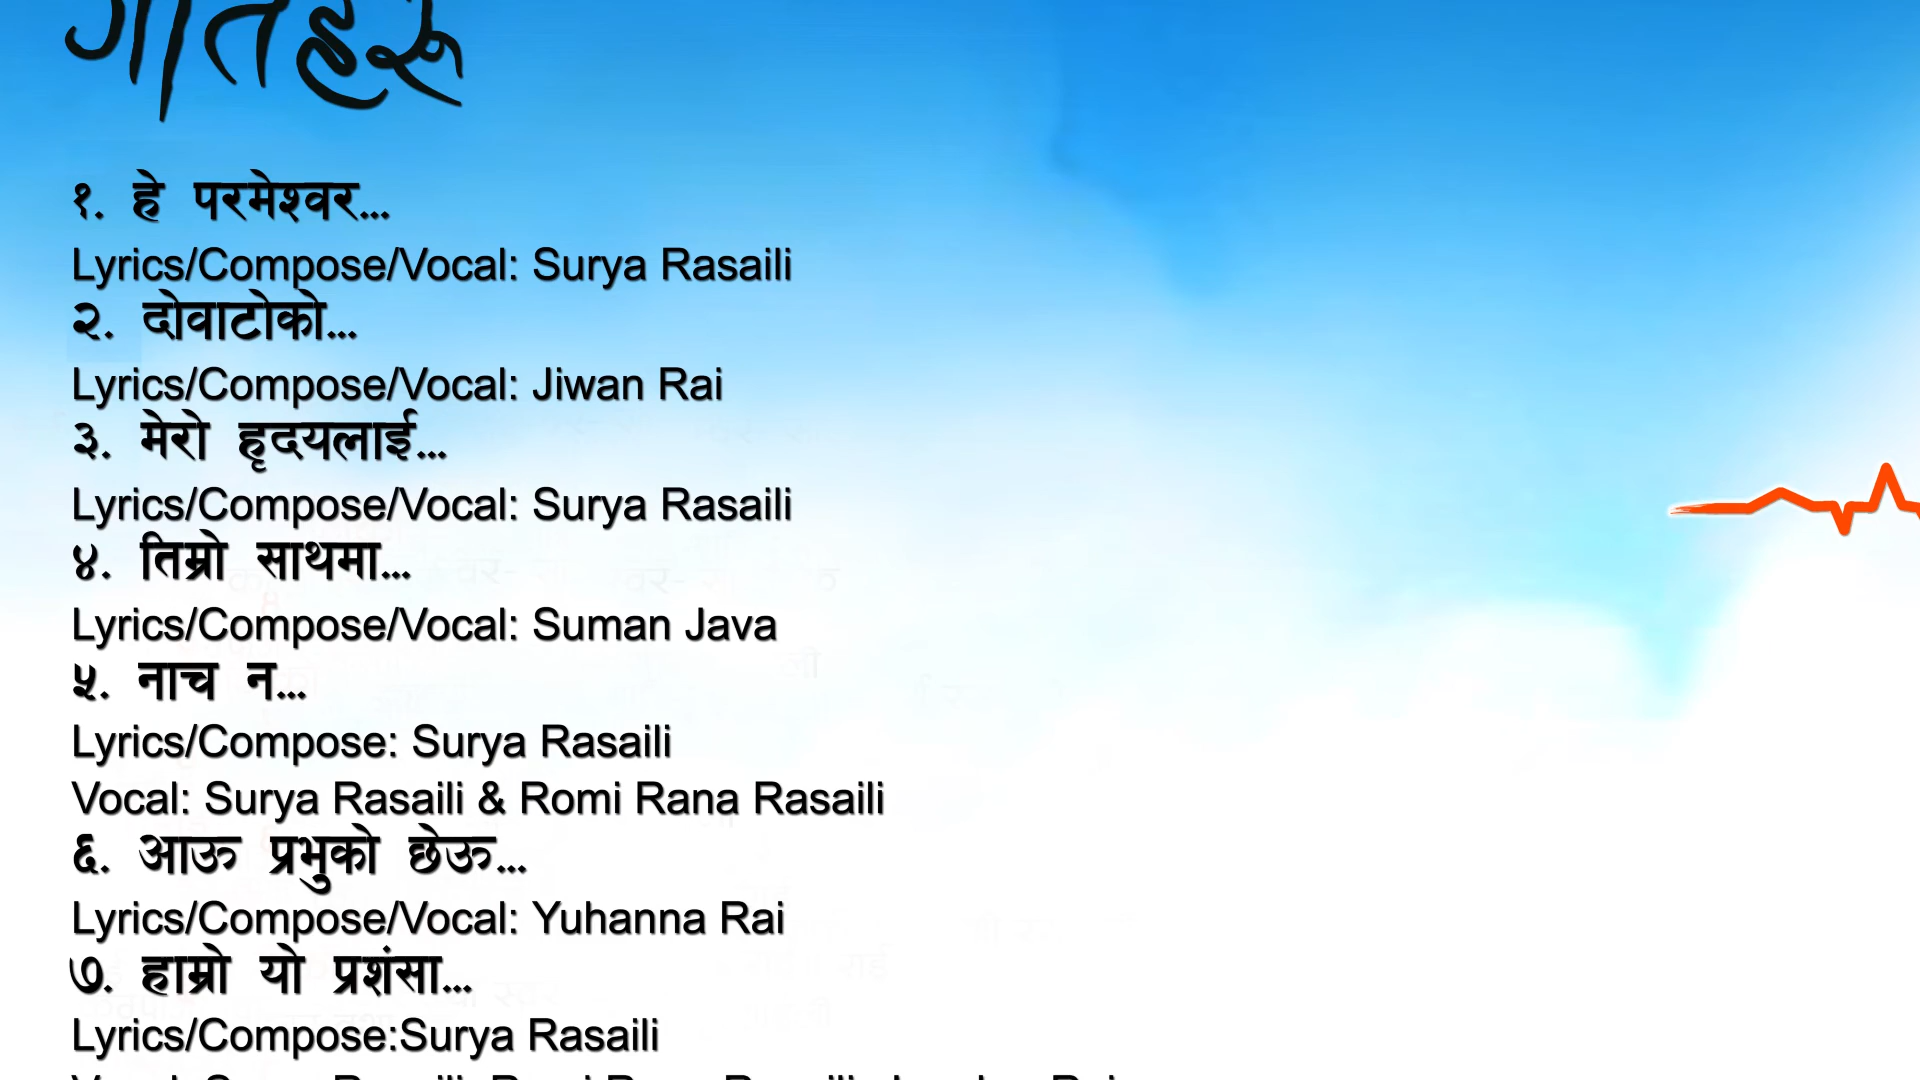 गीतहरू
१. हे परमेश्वर...
Lyrics/Compose/Vocal: Surya Rasaili
२. दोवाटोको...
Lyrics/Compose/Vocal: Jiwan Rai
३. मेरो हृदयलाई...
Lyrics/Compose/Vocal: Surya Rasaili
४. तिम्रो साथमा...
Lyrics/Compose/Vocal: Suman Java
५. नाच न...
Lyrics/Compose: Surya Rasaili
Vocal: Surya Rasaili & Romi Rana Rasaili
६. आऊ प्रभुको छेऊ...
Lyrics/Compose/Vocal: Yuhanna Rai
७. हाम्रो यो प्रशंसा...
Lyrics/Compose:Surya Rasaili